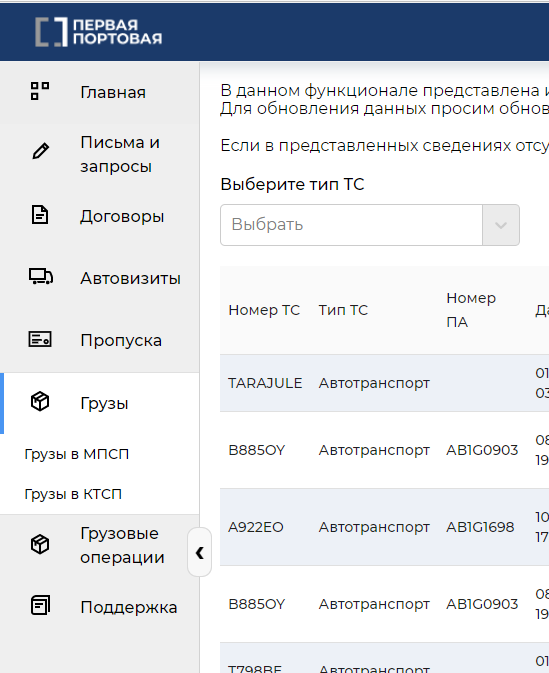 ПЕРВАЯ
ПОРТОВАЯ
Главная
Письма и
запросы
Договоры
Автовизиты
Пропуска
Грузы
Грузы в МПСП
Грузы в КТСП
Грузовые
операции
Поддержка
В данном функционале представлена
Для обновления данных просим обнов
Если в представленных сведениях отсу
Выберите тип ТС
Выбрать
Номер ТС Тип ТС Номер
ПА Да
TARAJULE Автотранспорт 01
03
B885OY Автотранспорт AB1G0903 08
19
A922EO Автотранспорт AB1G1698 10
17
B885OY Автотранспорт AB1G0903 08
19
T798BE Автотранспорт 01